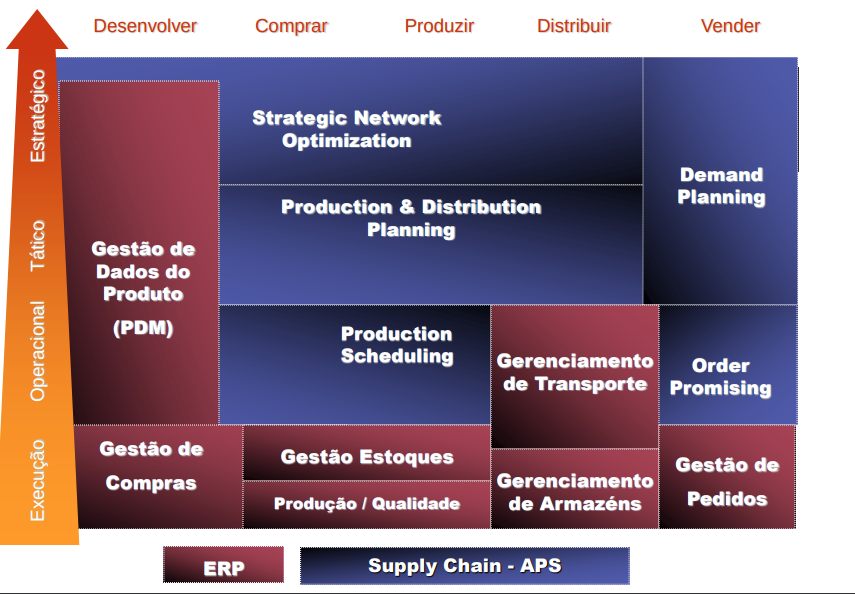 Desenvolver
Comprar
Produzir
Distribuir
Vender
Estratégico
Tático
Operacional
Execução
Strategic Network
Optimization
Demand
Planning
Production & Distribution
Planning
Gestão de
Dados do
Produto
(PDM)
Production
Scheduling
Gerenciamento
de Transporte
Order
Promising
Gestão de
Compras
Gestão Estoques
Produção / Qualidade
Gerenciamento
de Armazéns
Gestão de
Pedidos
ERP
Supply Chain - APS